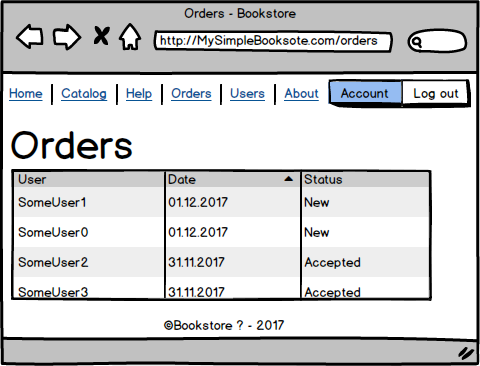 Orders - Bookstore
http://MySimpleBooksote.com/orders
Home Catalog Help Orders Users About Account Log out
Orders
User Date Status
SomeUser1 01.12.2017 New
SomeUser0 01.12.2017 New
SomeUser2 31.11.2017 Accepted
SomeUser3 31.11.2017 Accepted
©Bookstore ? - 2017